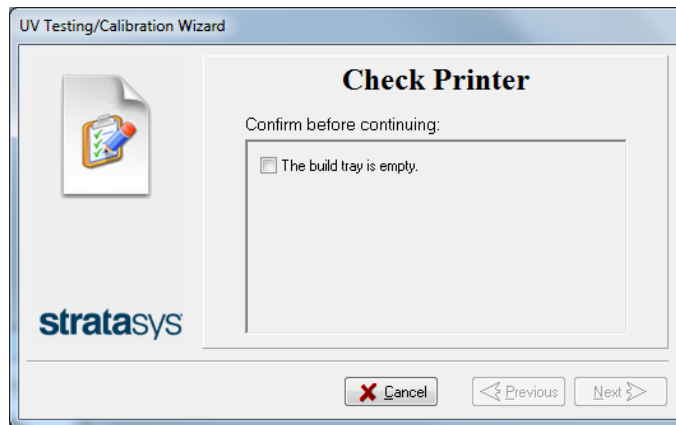 UV Testing/Calibration Wizard
Check Printer
Confirm before continuing:
The build tray is empty.
stratasys
Cancel
Previous
Next